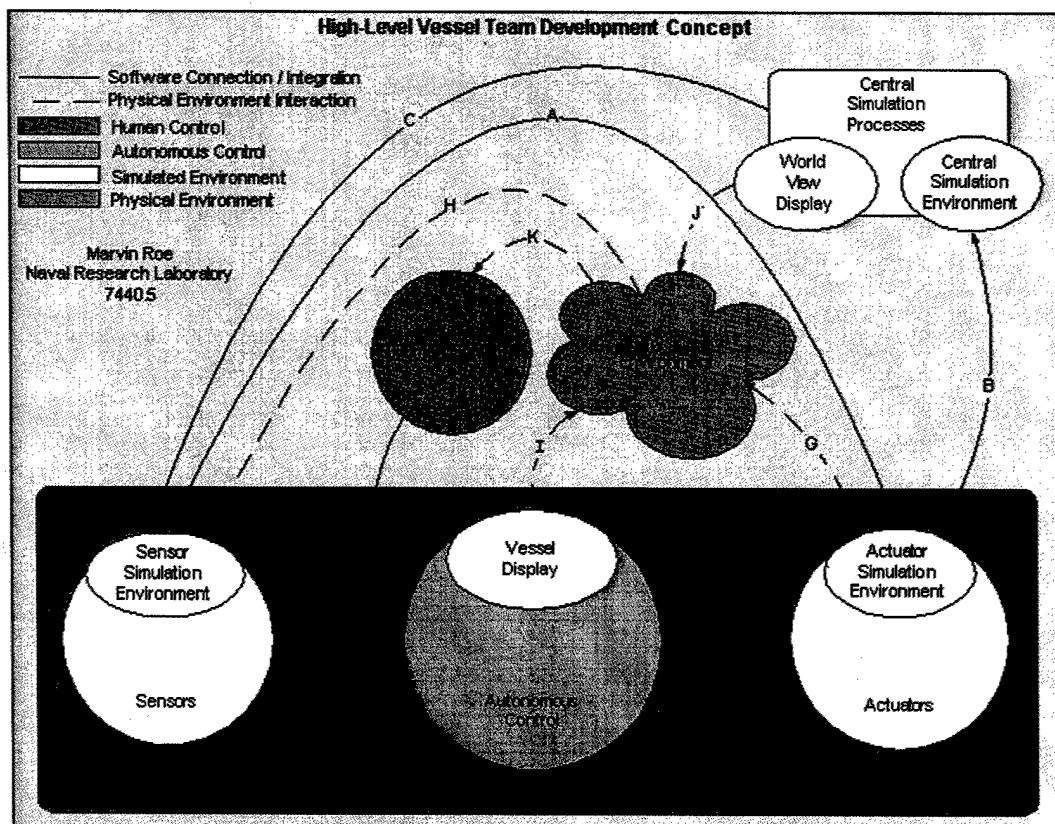 High-Level Vessel Team Development Concept
Software Connection / Integration
Physical Environment Interaction
Human Control
Autonomous Control
Simulated Environment
Physical Environment
Marvin Roe
Naval Research Laboratory
7440.5
Central
Simulation
Processes
World
View
Display
Central
Simulation
Environment
C
A
H
K
J
B
I
G
Sensor
Simulation
Environment
Sensors
Vessel
Display
Autonomous
Control
Actuator
Simulation
Environment
Actuators